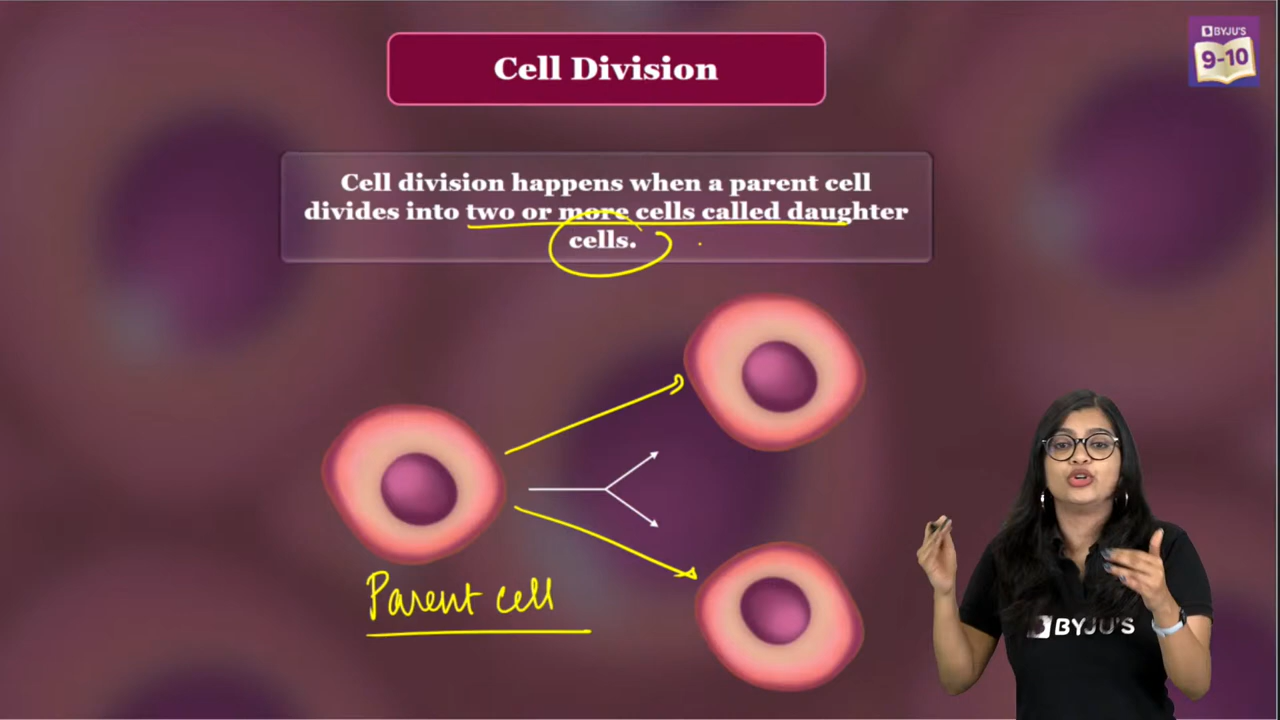 Cell Division
BYJU'S
9-10
Cell division happens when a parent cell
divides into two or more cells called daughter
cells.
Parent cell
BYJU'S